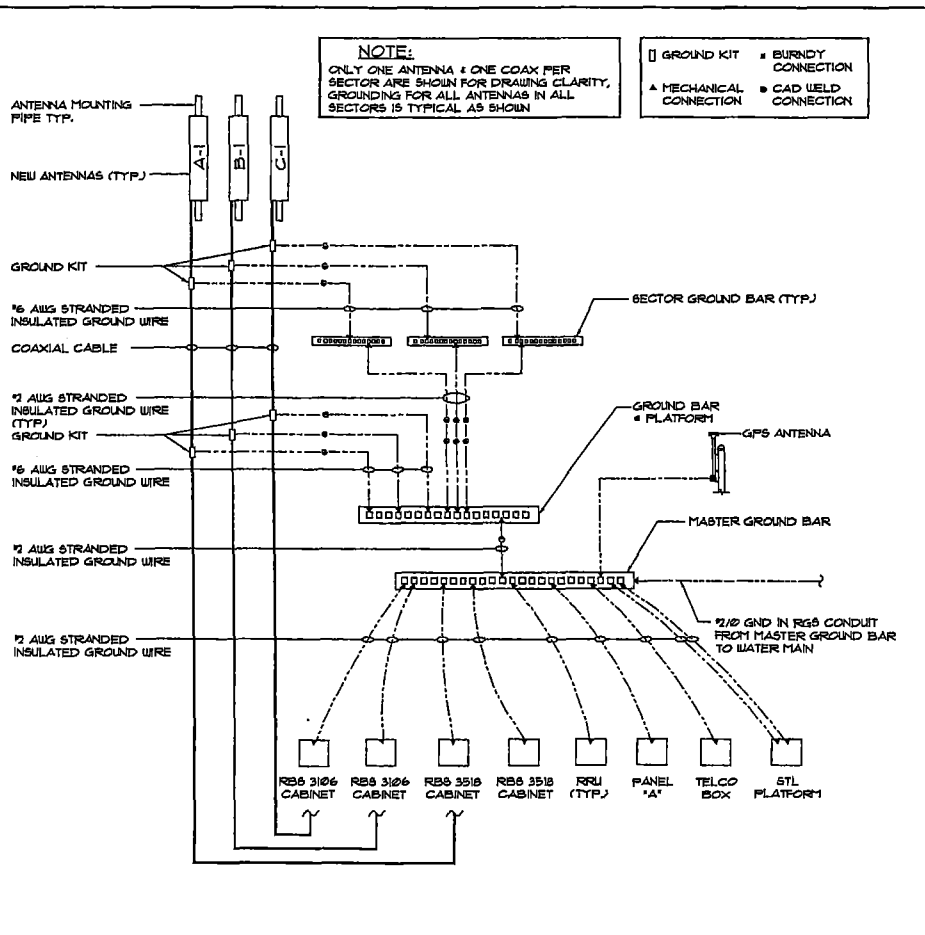 NOTE:
ONLY ONE ANTENNA & ONE COAX PER
SECTOR ARE SHOWN FOR DRAWING CLARITY,
GROUNDING FOR ALL ANTENNAS IN ALL
SECTORS IS TYPICAL AS SHOWN
GROUND KIT
BURNDY
CONNECTION
MECHANICAL
CONNECTION
CAD WELD
CONNECTION
ANTENNA MOUNTING
PIPE TYP.
NEW ANTENNAS (TYP.)
A-1
B-1
C-1
GROUND KIT
#6 AWG STRANDED
INSULATED GROUND WIRE
SECTOR GROUND BAR (TYP.)
COAXIAL CABLE
#2 AWG STRANDED
INSULATED GROUND WIRE
(TYP.)
GROUND KIT
GROUND BAR
@ PLATFORM
GPS ANTENNA
#6 AWG STRANDED
INSULATED GROUND WIRE
MASTER GROUND BAR
#2 AWG STRANDED
INSULATED GROUND WIRE
#2/0 GND IN RGS CONDUIT
FROM MASTER GROUND BAR
TO WATER MAIN
#2 AWG STRANDED
INSULATED GROUND WIRE
RBS 3106
CABINET
RBS 3106
CABINET
RBS 3518
CABINET
RBS 3518
CABINET
RRU
(TYP.)
PANEL
"A"
TELCO
BOX
STL
PLATFORM